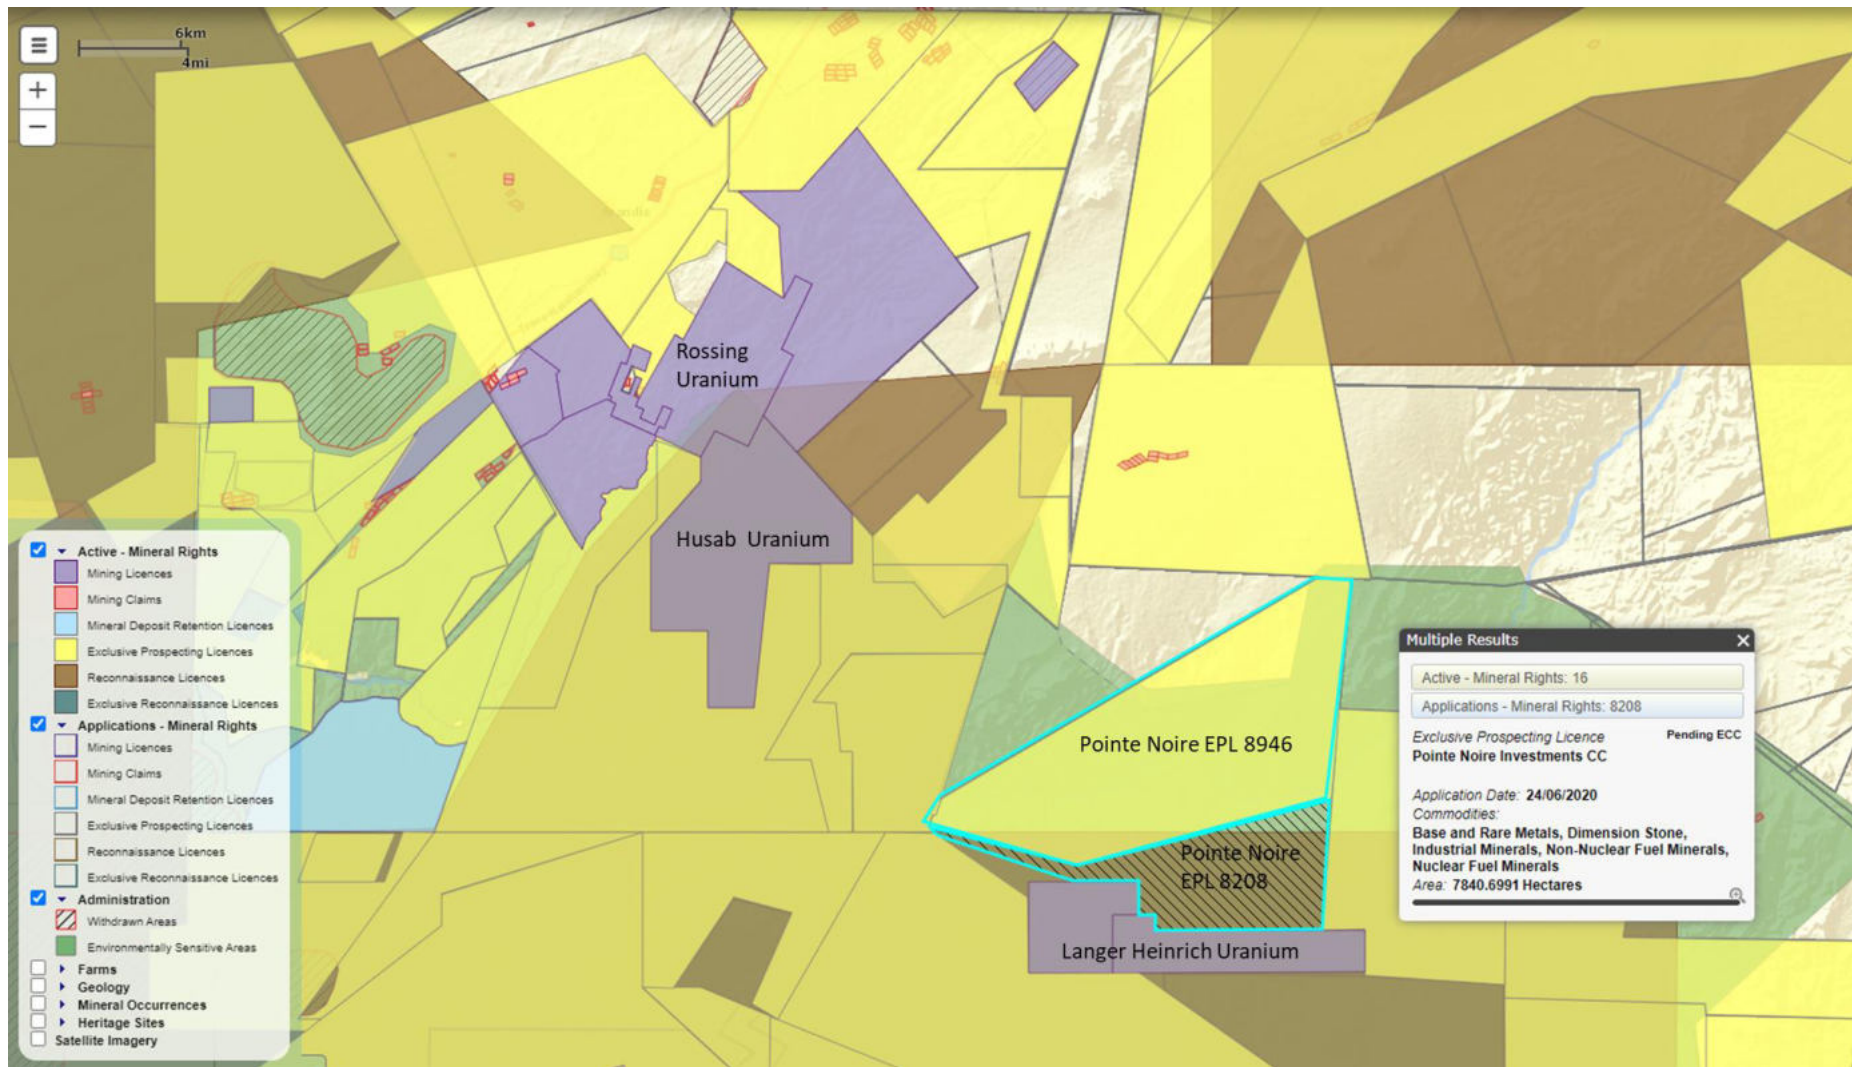 6km
4mi
+
−
Rossing
Uranium
Husab Uranium
Pointe Noire EPL 8946
Pointe Noire
EPL 8208
Langer Heinrich Uranium
Active - Mineral Rights
Mining Licences
Mining Claims
Mineral Deposit Retention Licences
Exclusive Prospecting Licences
Reconnaissance Licences
Exclusive Reconnaissance Licences
Applications - Mineral Rights
Mining Licences
Mining Claims
Mineral Deposit Retention Licences
Exclusive Prospecting Licences
Reconnaissance Licences
Exclusive Reconnaissance Licences
Administration
Withdrawn Areas
Environmentally Sensitive Areas
Farms
Geology
Mineral Occurrences
Heritage Sites
Satellite Imagery
Multiple Results
Active - Mineral Rights: 16
Applications - Mineral Rights: 8208
Exclusive Prospecting Licence Pending ECC
Pointe Noire Investments CC
Application Date: 24/06/2020
Commodities:
Base and Rare Metals, Dimension Stone,
Industrial Minerals, Non-Nuclear Fuel Minerals,
Nuclear Fuel Minerals
Area: 7840.6991 Hectares